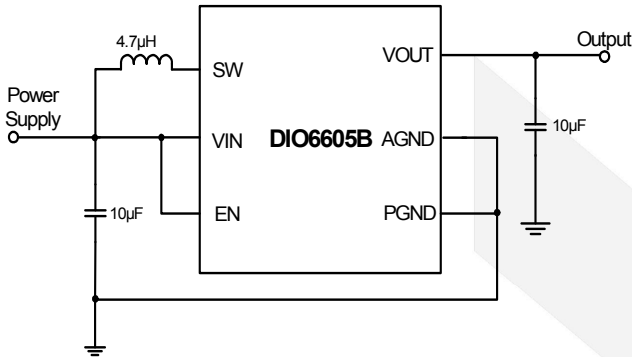 4.7µH
SW
VOUT
Output
Power
Supply
VIN
DIO6605B
AGND
10µF
EN
PGND
10µF